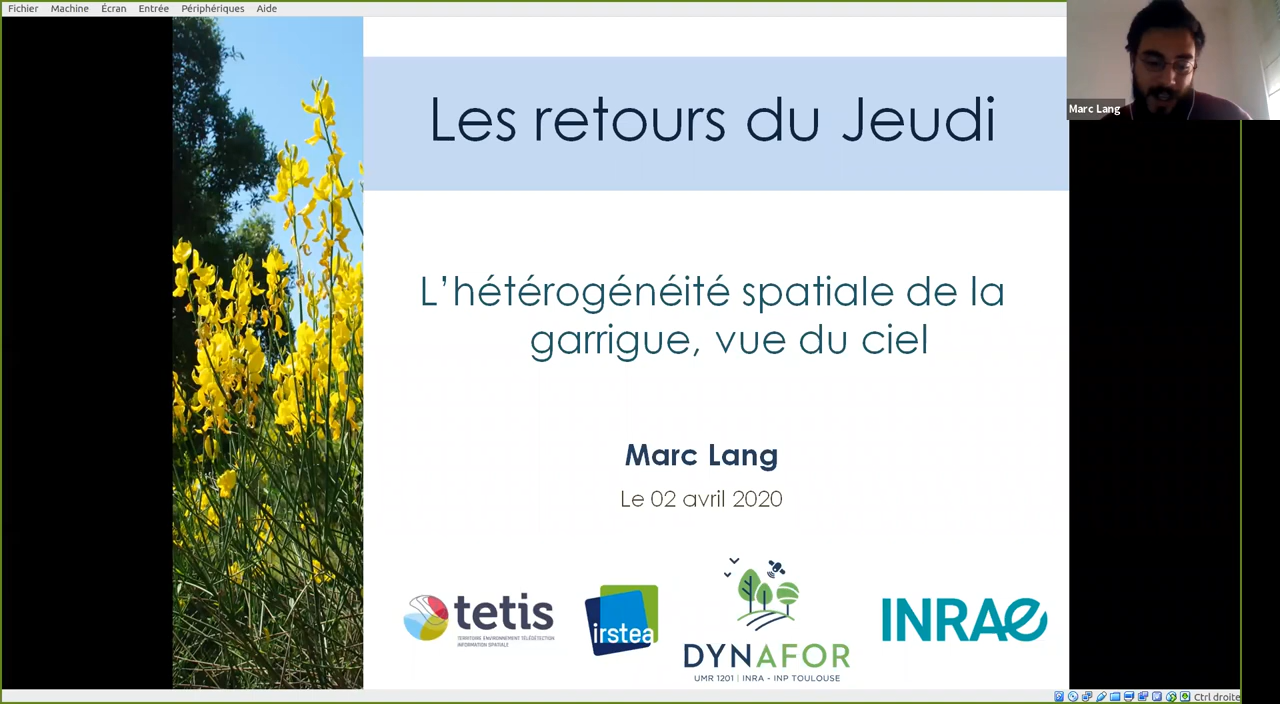 Fichier Machine Écran Entrée Périphériques Aide
Marc Lang
Les retours du Jeudi
L'hétérogénéité spatiale de la
garrigue, vue du ciel
Marc Lang
Le 02 avril 2020
tetis
TERRITOIRE ENVIRONNEMENT TÉLÉDÉTECTION
INFORMATION SPATIALE
irstea
DYNAFOR
UMR 1201 | INRA - INP TOULOUSE
INRAE
Ctrl droite